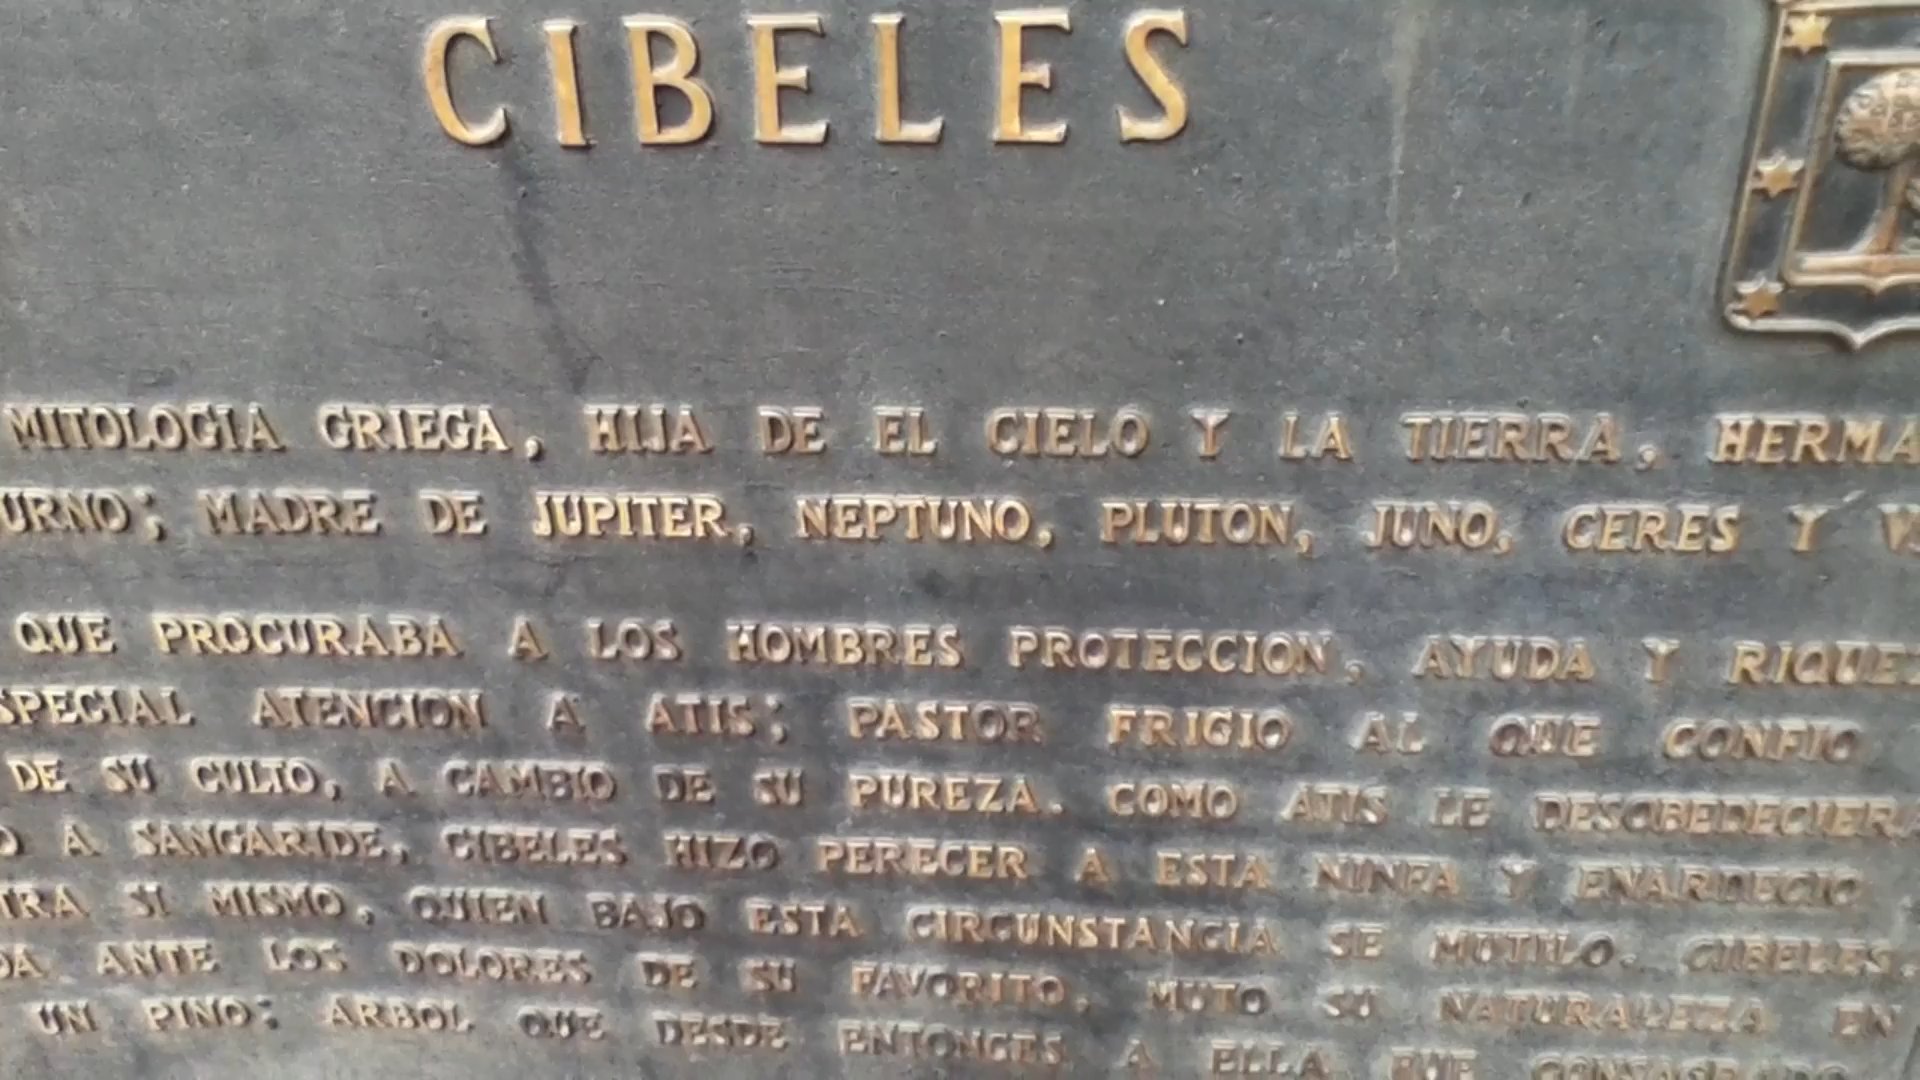 CIBELES
MITOLOGIA GRIEGA, HIJA DE EL CIELO Y LA TIERRA, HERMA
URNO; MADRE DE JUPITER, NEPTUNO, PLUTON, JUNO, CERES Y
QUE PROCURABA A LOS HOMBRES PROTECCION, AYUDA Y RIQUE
SPECIAL ATENCION A ATIS; PASTOR FRIGIO AL QUE CONFIO
DE SU CULTO, A CAMBIO DE SU PUREZA. COMO ATIS LE DESOBEDECIERA
O A SANGARIDE, CIBELES HIZO PERECER A ESTA NINFA Y ENARDECIO
TRA SI MISMO, QUIEN BAJO ESTA CIRCUNSTANCIA SE MUTILO. CIBELES,
DA ANTE LOS DOLORES DE SU FAVORITO, MUTO SU NATURALEZA EN
UN PINO; ARBOL QUE DESDE ENTONCES A ELLA FUE CONSAGRADO